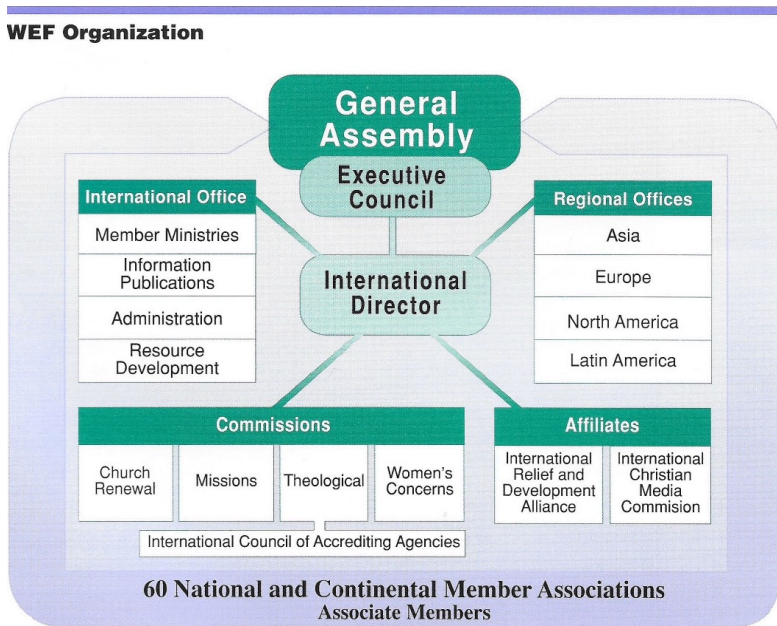 WEF Organization
General
Assembly
Executive
Council
International
Director
International Office
Member Ministries
Information
Publications
Administration
Resource
Development
Regional Offices
Asia
Europe
North America
Latin America
Commissions
Church
Renewal
Missions
Theological
Women's
Concerns
International Council of Accrediting Agencies
Affiliates
International
Relief and
Development
Alliance
International
Christian
Media
Commision
60 National and Continental Member Associations
Associate Members